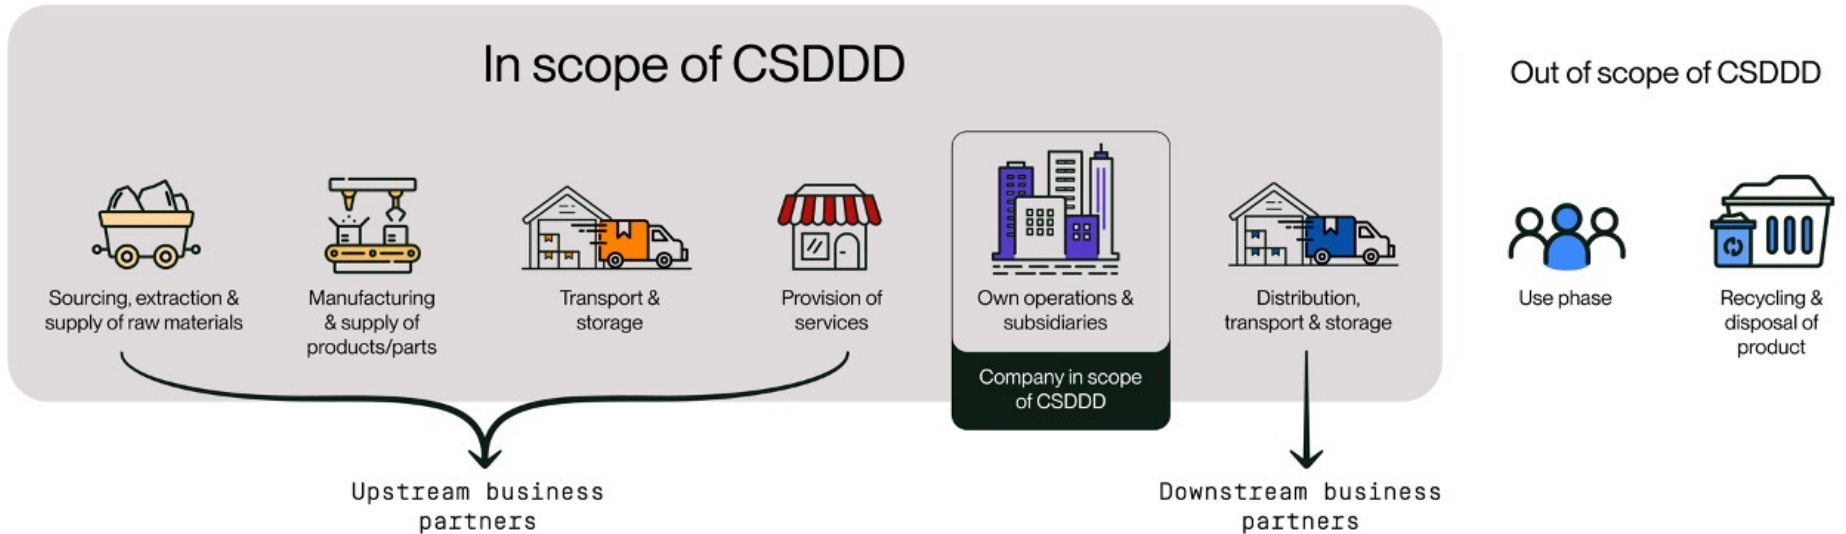 In scope of CSDDD
Out of scope of CSDDD
Sourcing, extraction &
supply of raw materials
Manufacturing
& supply of
products/parts
Transport &
storage
Provision of
services
Own operations &
subsidiaries
Company in scope
of CSDDD
Distribution,
transport & storage
Use phase
Recycling &
disposal of
product
Upstream business
partners
Downstream business
partners